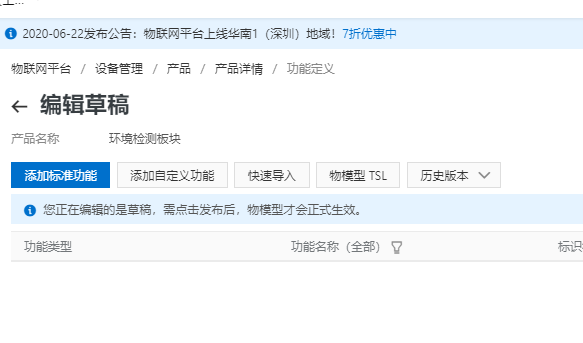 2020-06-22发布公告：物联网平台上线华南1（深圳）地域！7折优惠中
物联网平台 / 设备管理 / 产品 / 产品详情 / 功能定义
← 编辑草稿
产品名称 环境检测板块
添加标准功能 添加自定义功能 快速导入 物模型 TSL 历史版本
您正在编辑的是草稿，需点击发布后，物模型才会正式生效。
功能类型 功能名称（全部） 标识